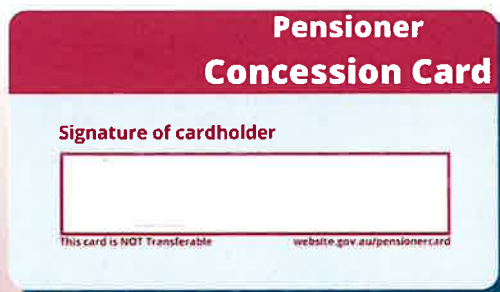 Pensioner
Concession Card
Signature of cardholder
This card is NOT Transferable website.gov.au/pensionercard